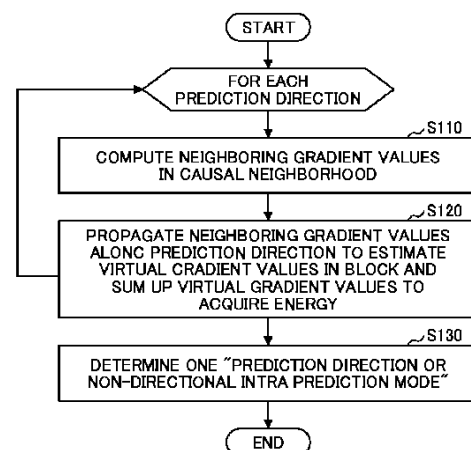 START
FOR EACH
PREDICTION DIRECTION
S110
COMPUTE NEIGHBORING GRADIENT VALUES
IN CAUSAL NEIGHBORHOOD
S120
PROPAGATE NEIGHBORING GRADIENT VALUES
ALONC PREDICTION DIRECTION TO ESTIMATE
VIRTUAL CRADIENT VALUES IN BLOCK AND
SUM UP VIRTUAL GRADIENT VALUES TO
ACQUIRE ENERGY
S130
DETERMINE ONE "PREDICTION DIRECTION OR
NON-DIRECTIONAL INTRA PREDICTION MODE"
END